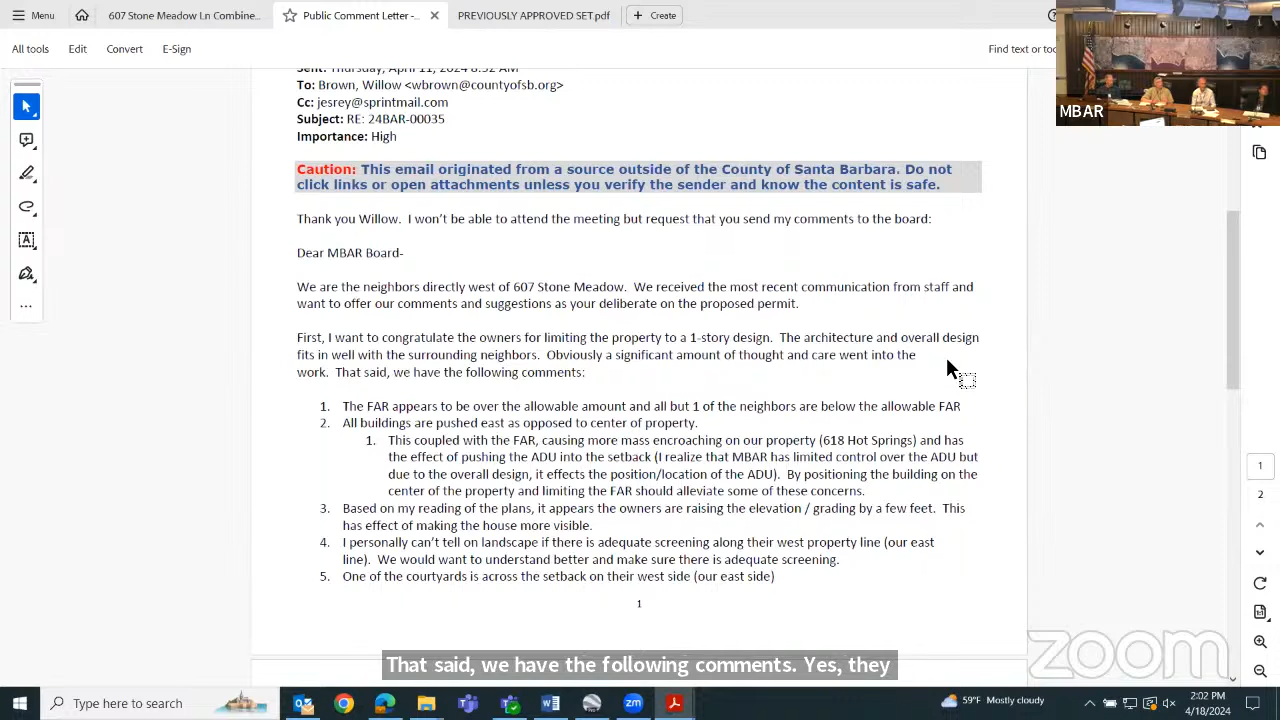 Menu
607 Stone Meadow Ln Combine...
Public Comment Letter -
PREVIOUSLY APPROVED SET.pdf
Create
All tools
Edit
Convert
E-Sign
Find text or too
MBAR
Sent: Thursday, April 11, 2024 8:52 AM
To: Brown, Willow <wbrown@countyofsb.org>
Cc: jesrey@sprintmail.com
Subject: RE: 24BAR-00035
Importance: High
Caution: This email originated from a source outside of the County of Santa Barbara. Do not
click links or open attachments unless you verify the sender and know the content is safe.
Thank you Willow. I won't be able to attend the meeting but request that you send my comments to the board:
Dear MBAR Board-
We are the neighbors directly west of 607 Stone Meadow. We received the most recent communication from staff and
want to offer our comments and suggestions as your deliberate on the proposed permit.
First, I want to congratulate the owners for limiting the property to a 1-story design. The architecture and overall design
fits in well with the surrounding neighbors. Obviously a significant amount of thought and care went into the
work. That said, we have the following comments:
1. The FAR appears to be over the allowable amount and all but 1 of the neighbors are below the allowable FAR
2. All buildings are pushed east as opposed to center of property.
1. This coupled with the FAR, causing more mass encroaching on our property (618 Hot Springs) and has
the effect of pushing the ADU into the setback (I realize that MBAR has limited control over the ADU but
due to the overall design, it effects the position/location of the ADU). By positioning the building on the
center of the property and limiting the FAR should alleviate some of these concerns.
3. Based on my reading of the plans, it appears the owners are raising the elevation / grading by a few feet. This
has effect of making the house more visible.
4. I personally can't tell on landscape if there is adequate screening along their west property line (our east
line). We would want to understand better and make sure there is adequate screening.
5. One of the courtyards is across the setback on their west side (our east side)
1
1
2
That said, we have the following comments. Yes, they
zoom
Type here to search
59°F Mostly cloudy
2:02 PM
4/18/2024